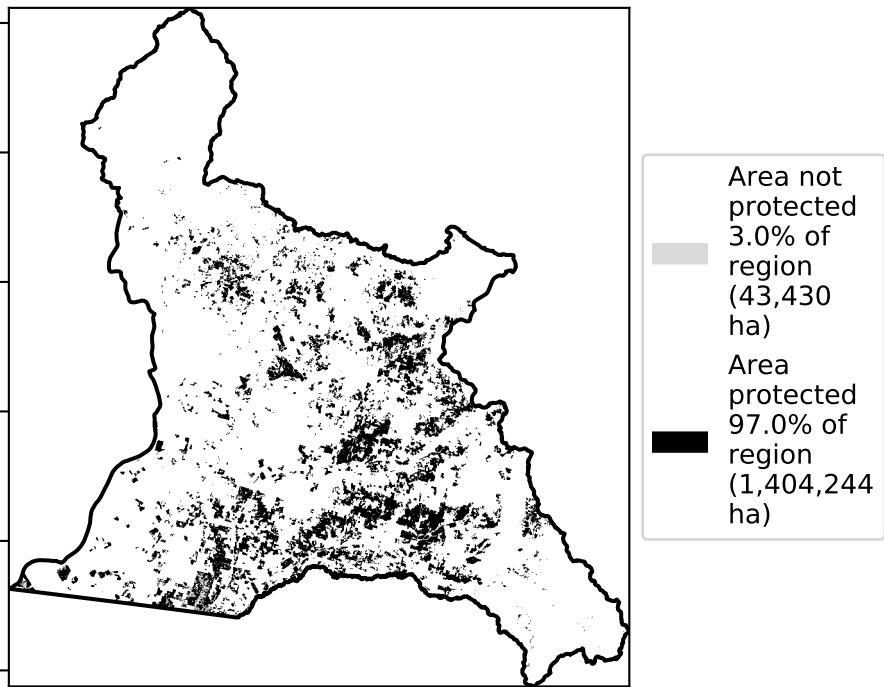 Area not
protected
3.0% of
region
(43,430
ha)
Area
protected
97.0% of
region
(1,404,244
ha)